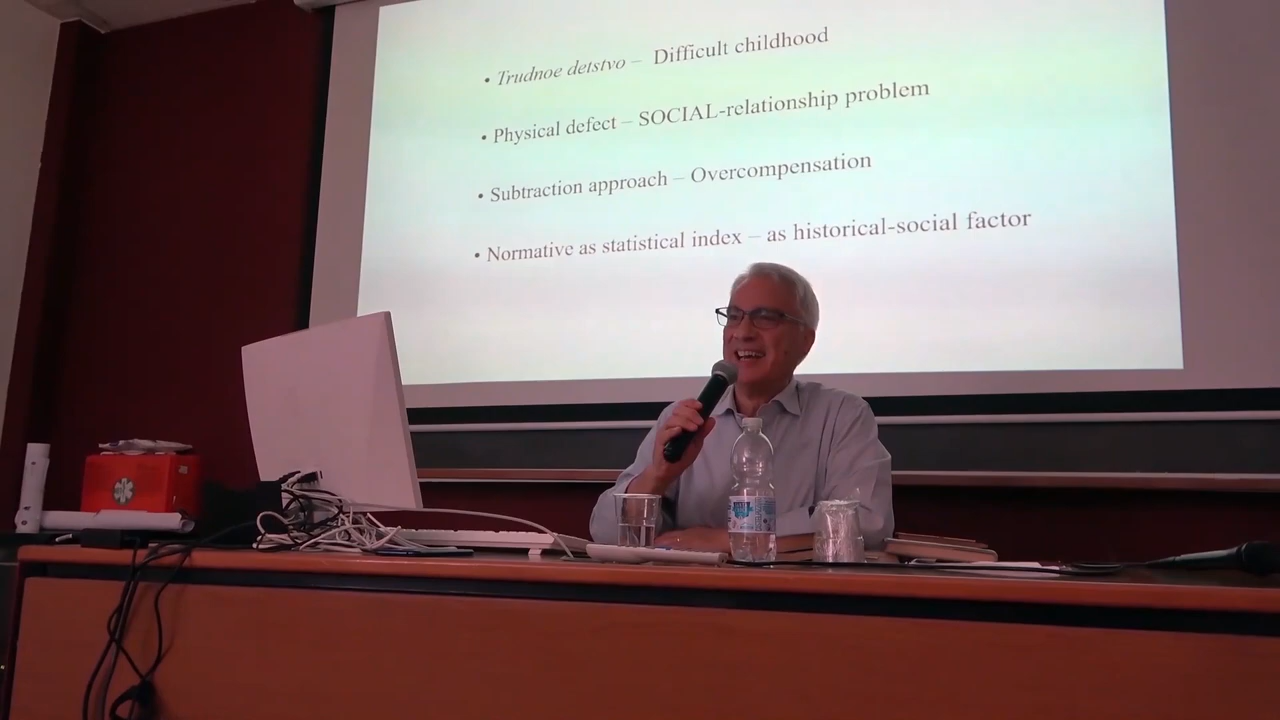 • Trudnoe detstvo – Difficult childhood
• Physical defect – SOCIAL-relationship problem
• Subtraction approach – Overcompensation
• Normative as statistical index – as historical-social factor